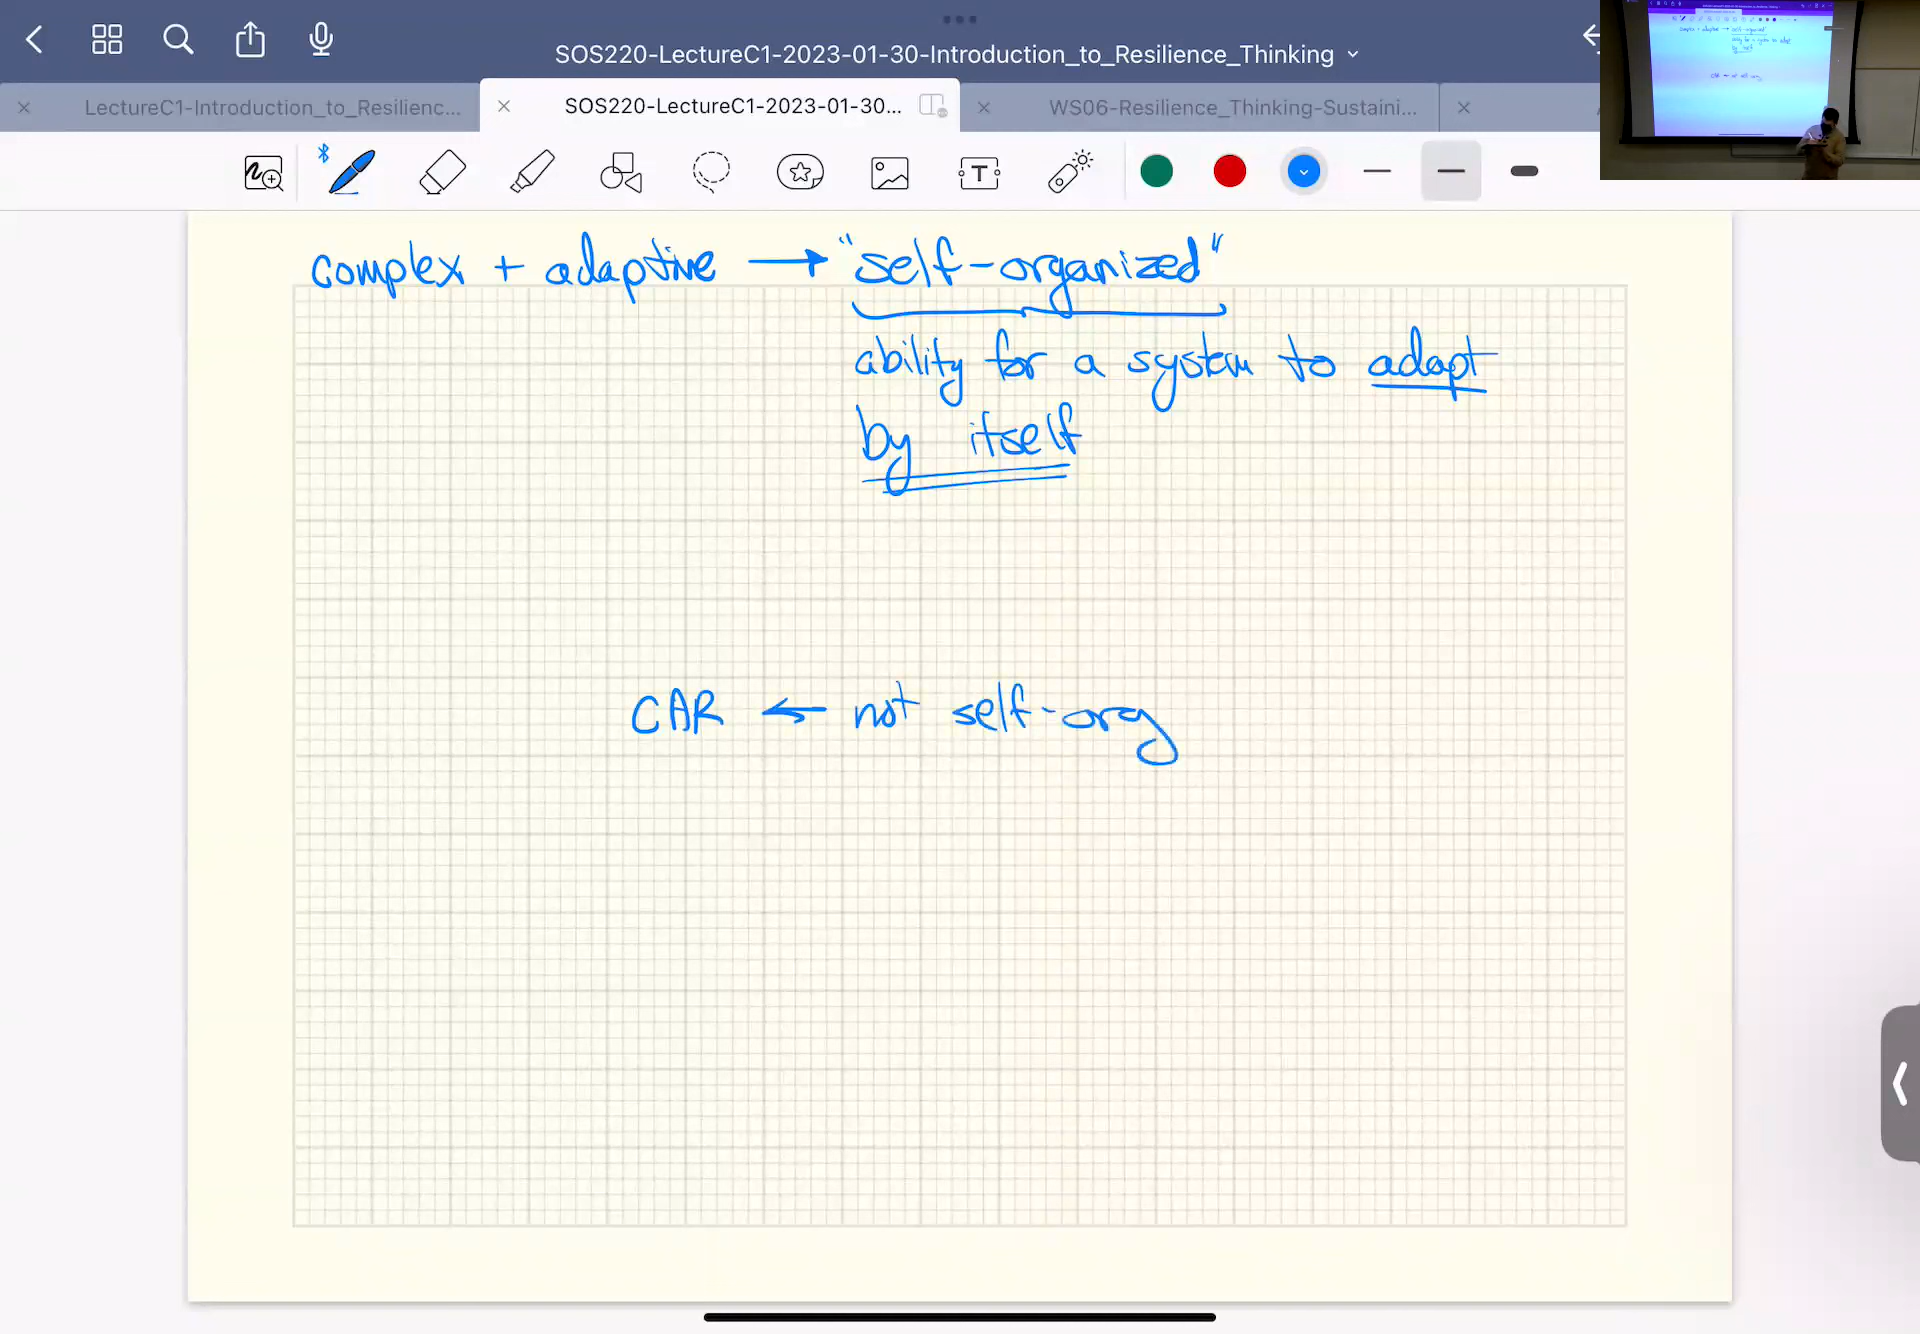 SOS220-LectureC1-2023-01-30-Introduction_to_Resilience_Thinking
LectureC1-Introduction_to_Resilienc...
SOS220-LectureC1-2023-01-30...
WS06-Resilience_Thinking-Sustaini...
complex + adaptive → "self-organized"
ability for a system to adapt
by itself
CAR ← not self-org